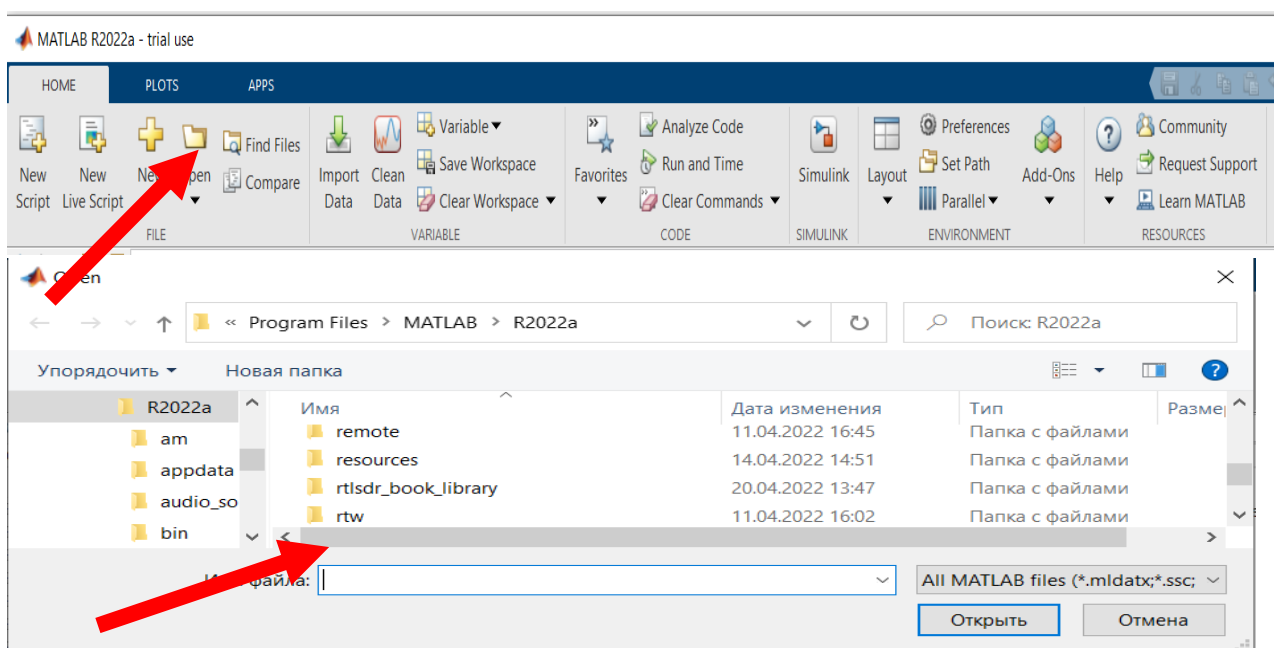 MATLAB R2022a - trial use
HOME PLOTS APPS
Find Files Variable Analyze Code Preferences Community
New New Import Clean Save Workspace Favorites Run and Time Simulink Layout Set Path Add-Ons Help Request Support
Script Live Script Compare Data Data Clear Workspace Clear Commands Parallel Learn MATLAB
FILE VARIABLE CODE SIMULINK ENVIRONMENT RESOURCES
« Program Files > MATLAB > R2022a Поиск: R2022a
Упорядочить Новая папка
R2022a Имя Дата изменения Тип
am remote 11.04.2022 16:45 Папка с файлами
appdata resources 14.04.2022 14:51 Папка с файлами
audio_so rtlsdr_book_library 20.04.2022 13:47 Папка с файлами
bin rtw 11.04.2022 16:02 Папка с файлами
файла: All MATLAB files (*.mldatx;*.ssc;
Открыть Отмена